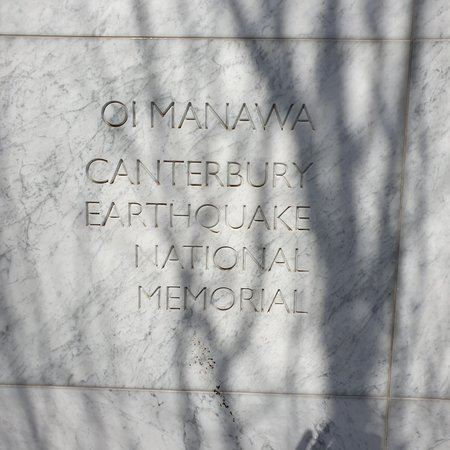 OI MANAWA
CANTERBURY
EARTHQUAKE
NATIONAL
MEMORIAL